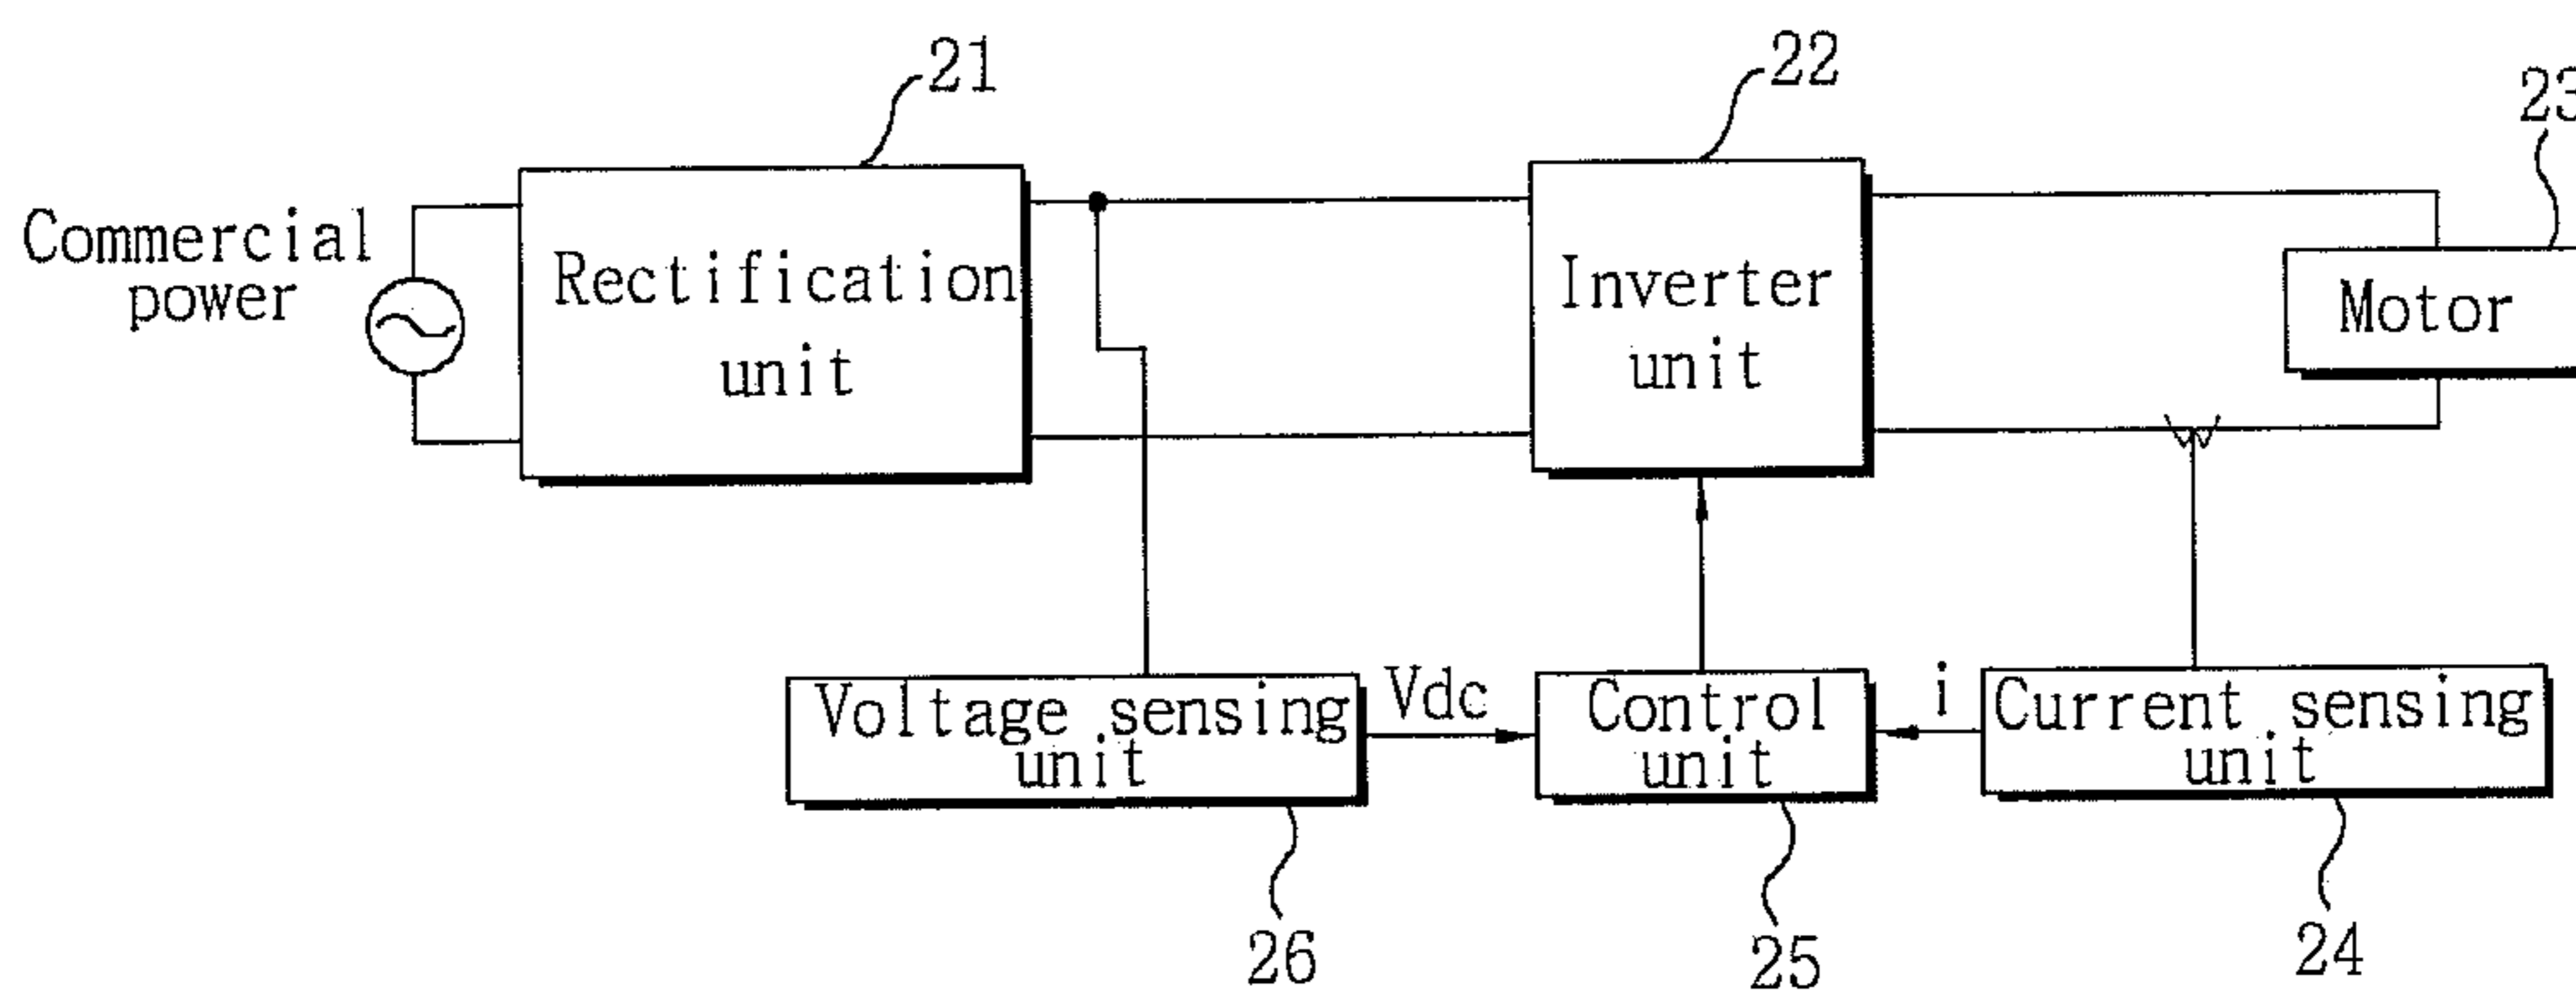 21
22
23
Commercial
power
Rectification
unit
Inverter
unit
Motor
Voltage sensing
unit
Vdc
Control
unit
i
Current sensing
unit
26
25
24